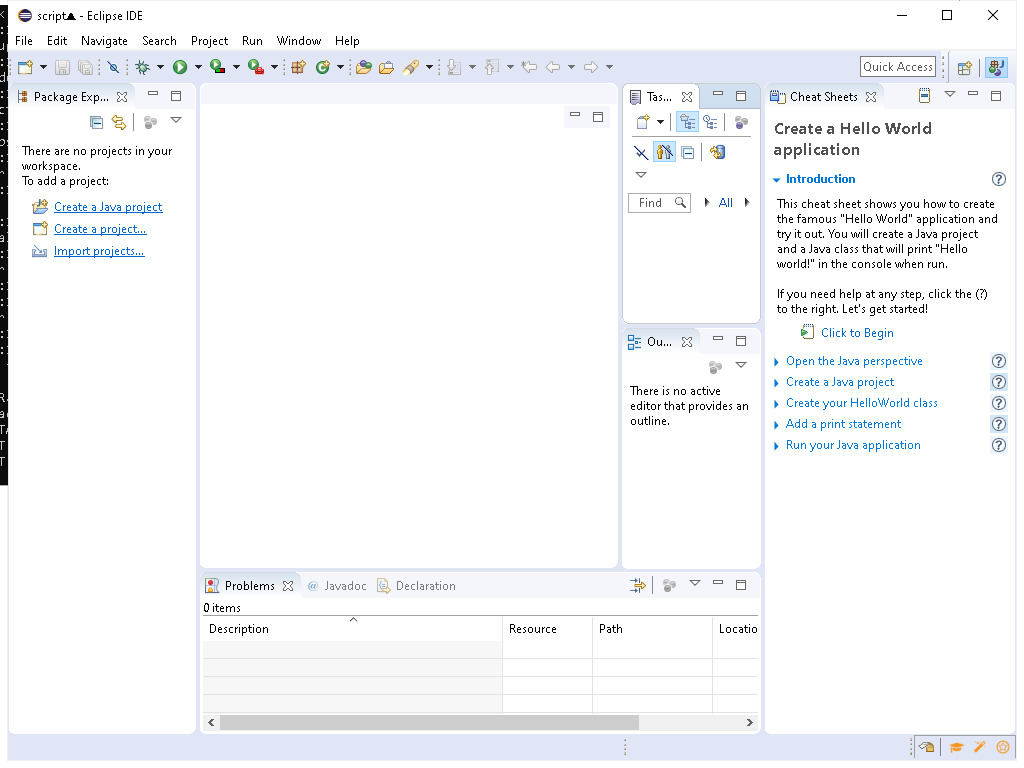 script▲ - Eclipse IDE
File Edit Navigate Search Project Run Window Help
Quick Access
Package Exp...
There are no projects in your
workspace.
To add a project:
Create a Java project
Create a project...
Import projects...
Tas...
Find
All
Ou...
There is no active
editor that provides an
outline.
Cheat Sheets
Create a Hello World
application
Introduction
This cheat sheet shows you how to create
the famous "Hello World" application and
try it out. You will create a Java project
and a Java class that will print "Hello
world!" in the console when run.
If you need help at any step, click the (?)
to the right. Let's get started!
Click to Begin
Open the Java perspective
Create a Java project
Create your HelloWorld class
Add a print statement
Run your Java application
Problems @ Javadoc Declaration
0 items
Description Resource Path Locatio